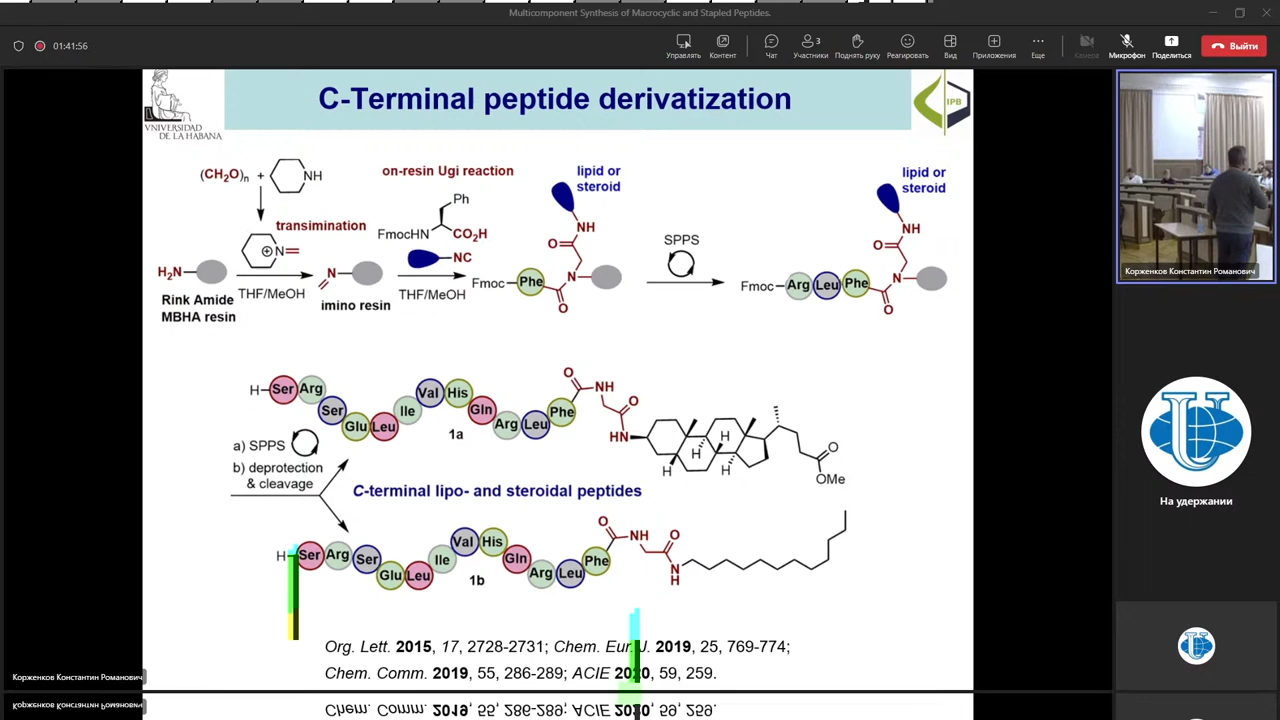 Multicomponent Synthesis of Macrocyclic and Stapled Peptides.
01:41:56
Управлять
Контент
Чат
Участники
3
Поднять руку
Реагировать
Вид
Приложения
Еще
Камера
Микрофон
Поделиться
Выйти
VNIVERSIDAD
DE LA HABANA
C-Terminal peptide derivatization
IPB
(CH2O)n + NH
on-resin Ugi reaction
lipid or
steroid
lipid or
steroid
Ph
transimination
FmocHN CO2H
NH
NH
SPPS
O
O
N
NC
H2N
N
N
N
THF/MeOH
THF/MeOH
Fmoc Phe
Fmoc Arg Leu Phe
Rink Amide
MBHA resin
imino resin
O
O
H Ser Arg Ser Glu Leu Ile Val His Gln Arg Leu Phe
O NH O HN
H H H H
O
OMe
1a
a) SPPS
b) deprotection
& cleavage
C-terminal lipo- and steroidal peptides
H Ser Arg Ser Glu Leu Ile Val His Gln Arg Leu Phe
O NH O N H
1b
Org. Lett. 2015, 17, 2728-2731; Chem. Eur. J. 2019, 25, 769-774;
Chem. Comm. 2019, 55, 286-289; ACIE 2020, 59, 259.
Корженков Константин Романович
Корженков Константин Романович
На удержании